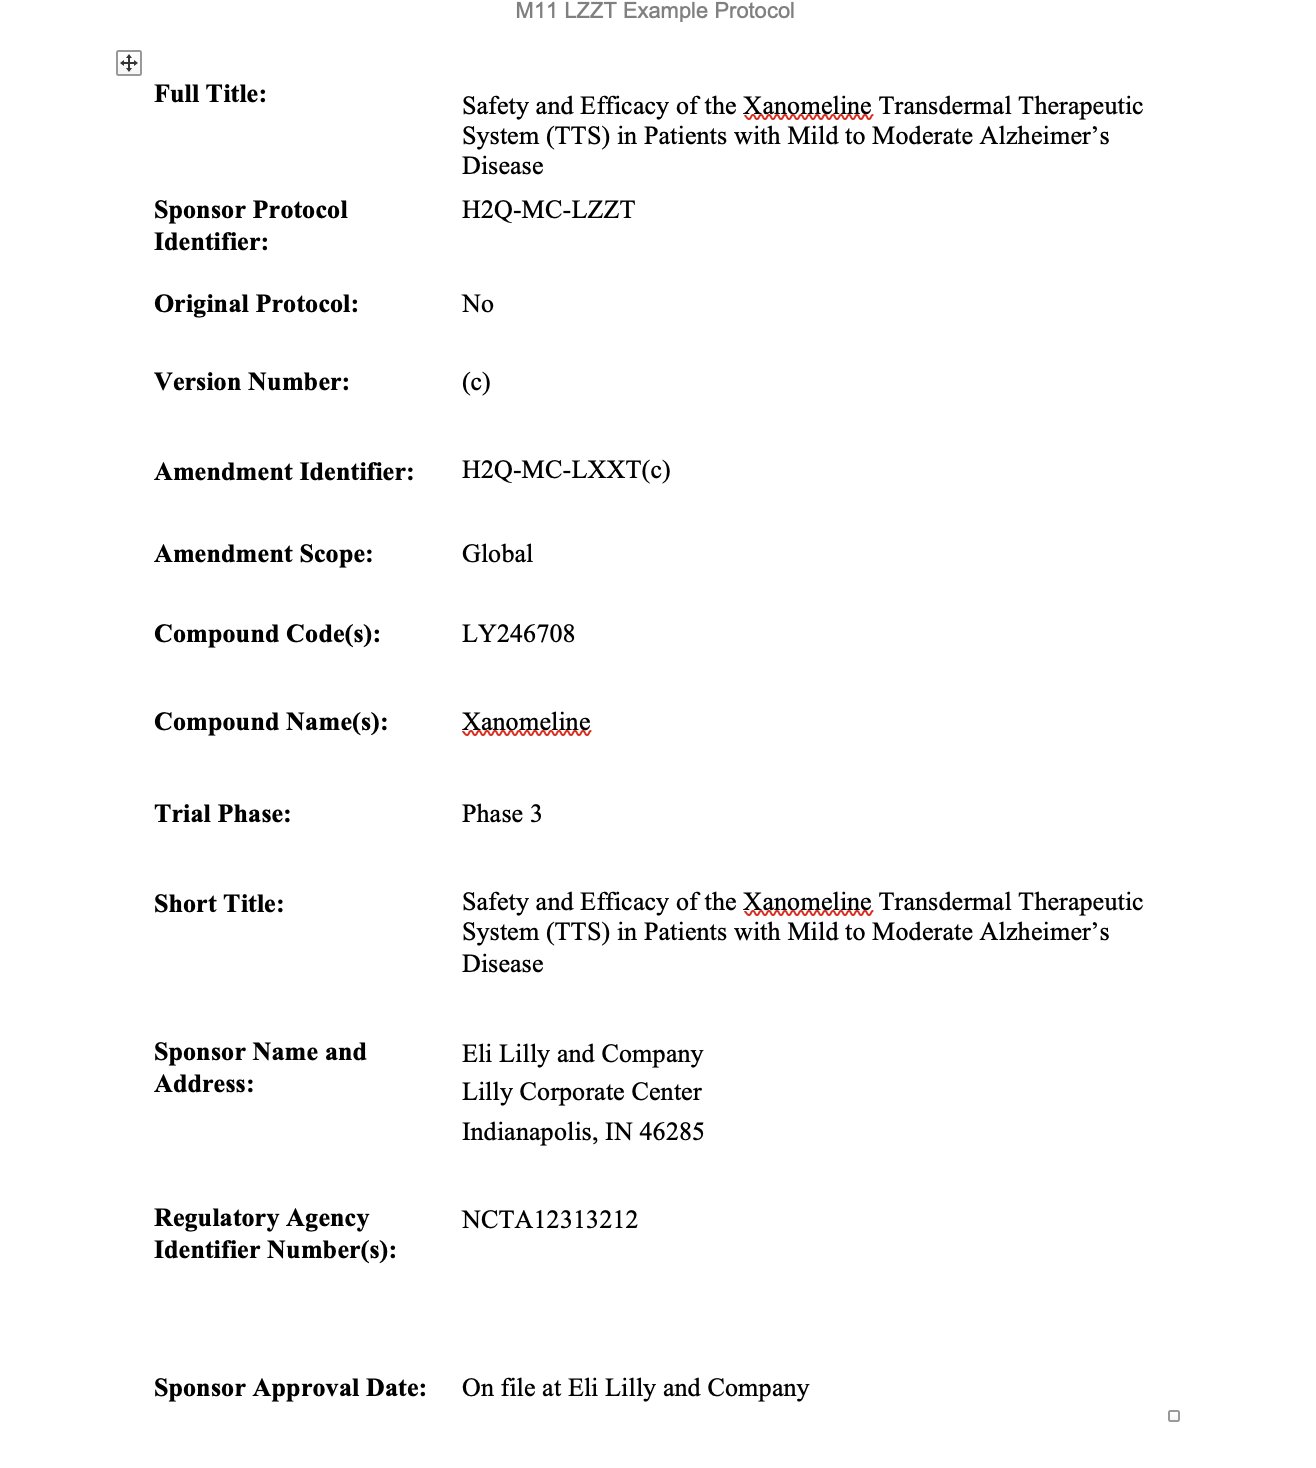 M11 LZZT Example Protocol
Full Title:
Safety and Efficacy of the Xanomeline Transdermal Therapeutic
System (TTS) in Patients with Mild to Moderate Alzheimer’s
Disease
Sponsor Protocol
Identifier:
H2Q-MC-LZZT
Original Protocol:
No
Version Number:
(c)
Amendment Identifier:
H2Q-MC-LXXT(c)
Amendment Scope:
Global
Compound Code(s):
LY246708
Compound Name(s):
Xanomeline
Trial Phase:
Phase 3
Short Title:
Safety and Efficacy of the Xanomeline Transdermal Therapeutic
System (TTS) in Patients with Mild to Moderate Alzheimer’s
Disease
Sponsor Name and
Address:
Eli Lilly and Company
Lilly Corporate Center
Indianapolis, IN 46285
Regulatory Agency
Identifier Number(s):
NCTA12313212
Sponsor Approval Date:
On file at Eli Lilly and Company